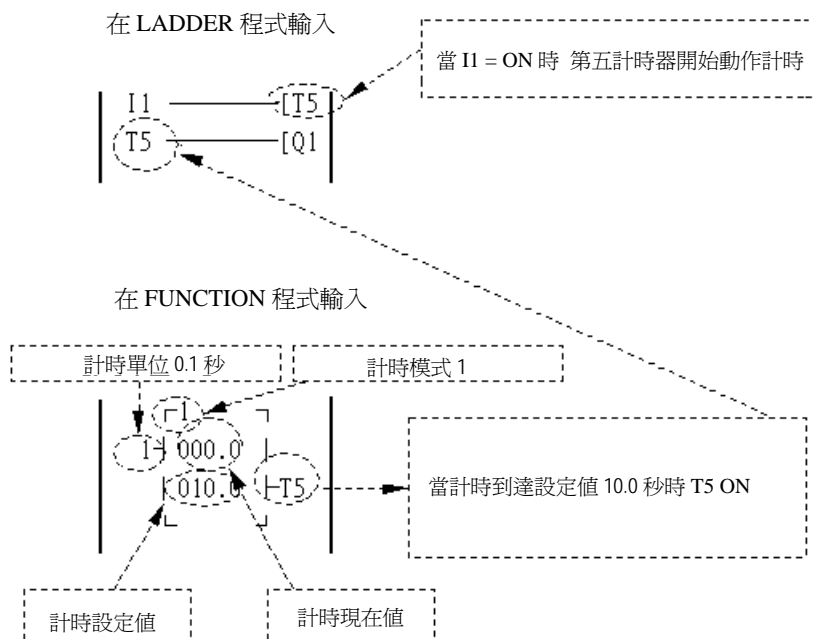 在 LADDER 程式輸入
當 I1 = ON 時 第五計時器開始動作計時
I1 [T5
T5 [Q1
在 FUNCTION 程式輸入
計時單位 0.1 秒
計時模式 1
1
1 000.0
010.0 T5
當計時到達設定值 10.0 秒時 T5 ON
計時設定值
計時現在值